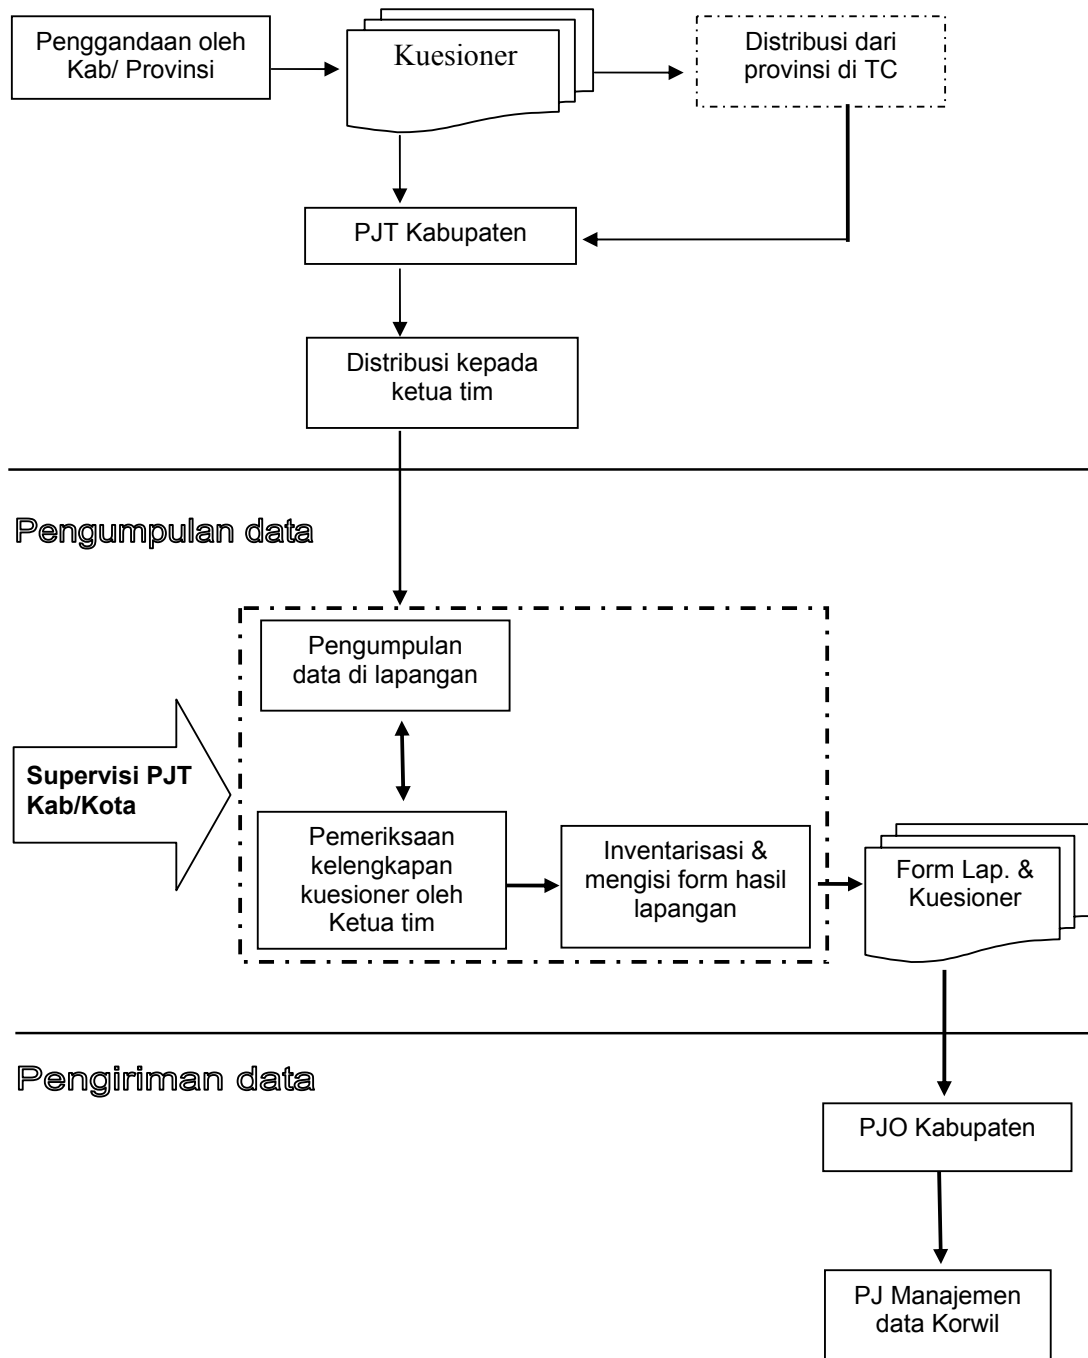 Penggandaan oleh
Kab/ Provinsi
Kuesioner
Distribusi dari
provinsi di TC
PJT Kabupaten
Distribusi kepada
ketua tim
Pengumpulan data
Pengumpulan
data di lapangan
Supervisi PJT
Kab/Kota
Pemeriksaan
kelengkapan
kuesioner oleh
Ketua tim
Inventarisasi &
mengisi form hasil
lapangan
Form Lap. &
Kuesioner
Pengiriman data
PJO Kabupaten
PJ Manajemen
data Korwil